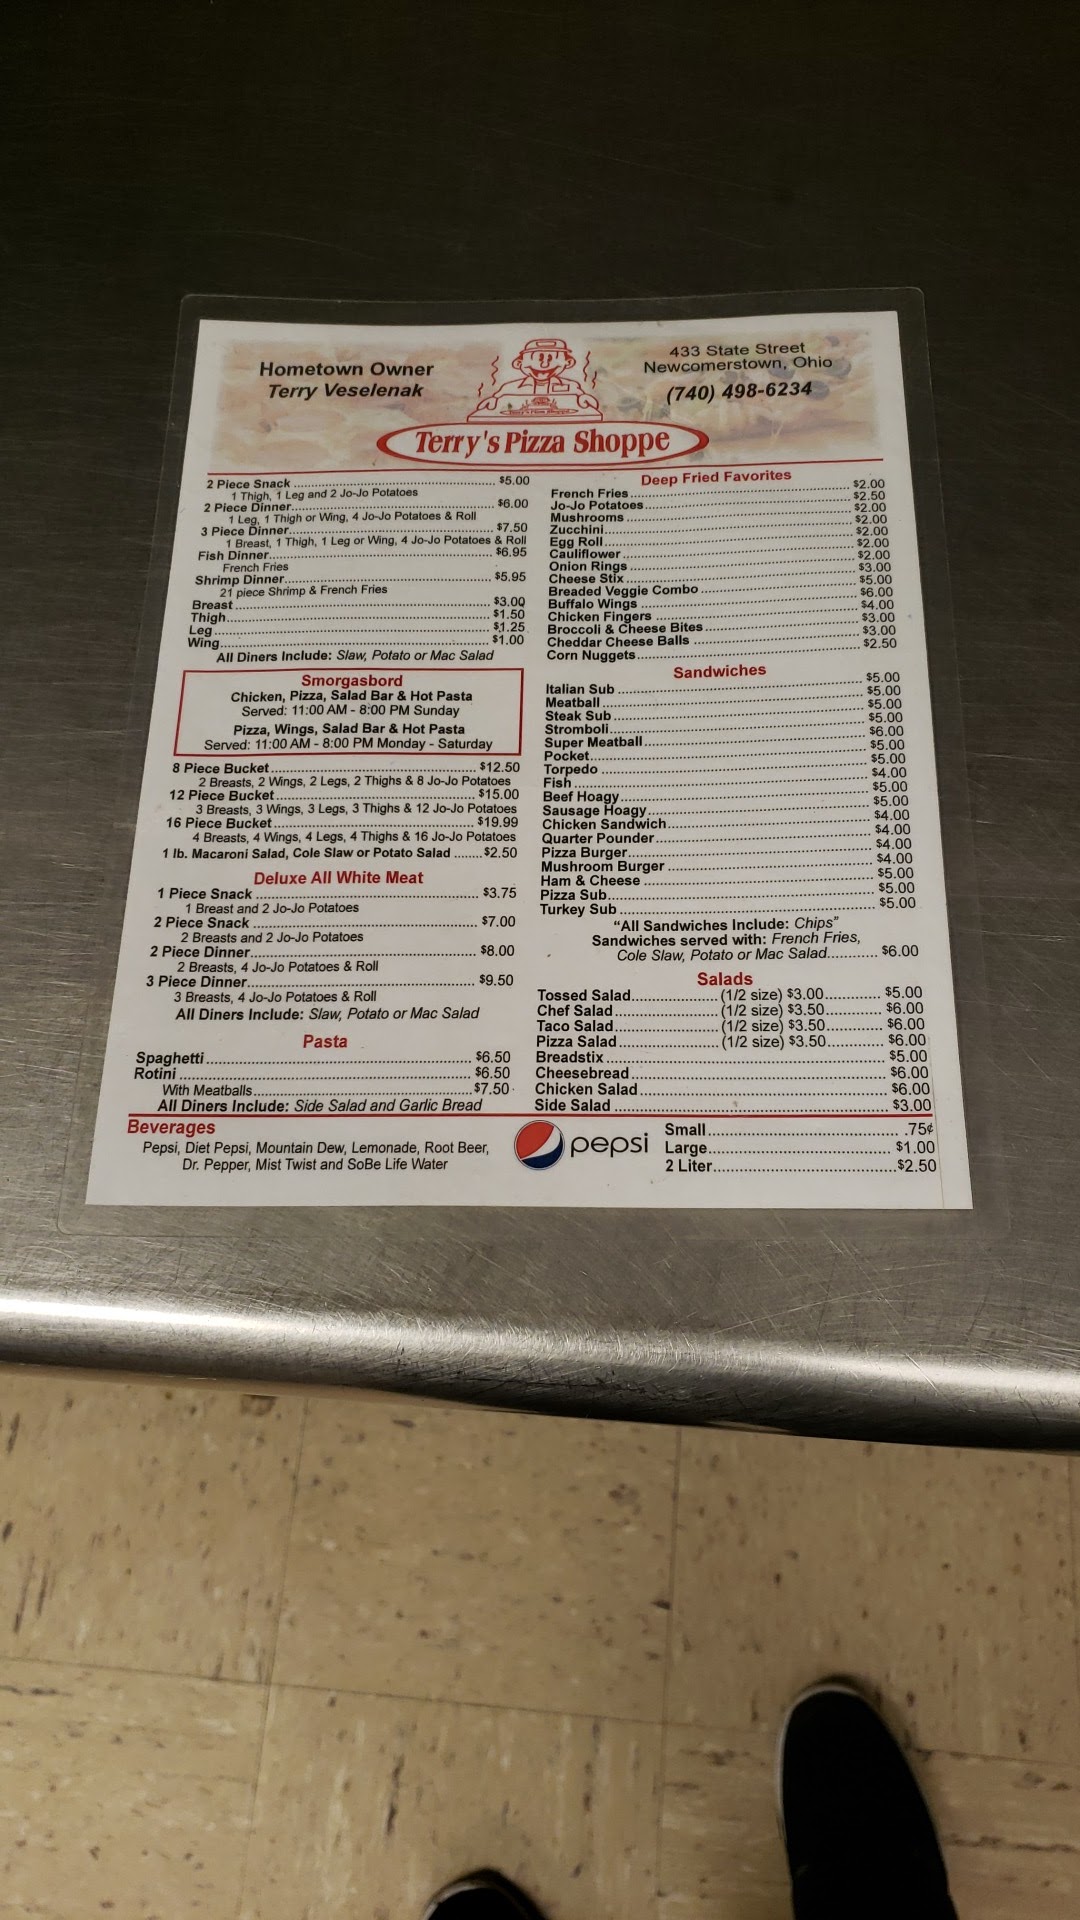 Hometown Owner
Terry Veselenak
433 State Street
Newcomerstown, Ohio
(740) 498-6234
Terry's Pizza Shoppe
Terry's Pizza Shoppe
2 Piece Snack $5.00
1 Thigh, 1 Leg and 2 Jo-Jo Potatoes
2 Piece Dinner $6.00
1 Leg, 1 Thigh or Wing, 4 Jo-Jo Potatoes & Roll
3 Piece Dinner $7.50
1 Breast, 1 Thigh, 1 Leg or Wing, 4 Jo-Jo Potatoes & Roll
Fish Dinner $6.95
French Fries
Shrimp Dinner $5.95
21 piece Shrimp & French Fries
Breast $3.00
Thigh $1.50
Leg $1.25
Wing $1.00
All Diners Include: Slaw, Potato or Mac Salad
Smorgasbord
Chicken, Pizza, Salad Bar & Hot Pasta
Served: 11:00 AM - 8:00 PM Sunday
Pizza, Wings, Salad Bar & Hot Pasta
Served: 11:00 AM - 8:00 PM Monday - Saturday
8 Piece Bucket $12.50
2 Breasts, 2 Wings, 2 Legs, 2 Thighs & 8 Jo-Jo Potatoes
12 Piece Bucket $15.00
3 Breasts, 3 Wings, 3 Legs, 3 Thighs & 12 Jo-Jo Potatoes
16 Piece Bucket $19.99
4 Breasts, 4 Wings, 4 Legs, 4 Thighs & 16 Jo-Jo Potatoes
1 lb. Macaroni Salad, Cole Slaw or Potato Salad $2.50
Deluxe All White Meat
1 Piece Snack $3.75
1 Breast and 2 Jo-Jo Potatoes
2 Piece Snack $7.00
2 Breasts and 2 Jo-Jo Potatoes
2 Piece Dinner $8.00
2 Breasts, 4 Jo-Jo Potatoes & Roll
3 Piece Dinner $9.50
3 Breasts, 4 Jo-Jo Potatoes & Roll
All Diners Include: Slaw, Potato or Mac Salad
Pasta
Spaghetti $6.50
Rotini $6.50
With Meatballs $7.50
All Diners Include: Side Salad and Garlic Bread
Deep Fried Favorites
French Fries $2.00
Jo-Jo Potatoes $2.50
Mushrooms $2.00
Zucchini $2.00
Egg Roll $2.00
Cauliflower $2.00
Onion Rings $2.00
Cheese Stix $3.00
Breaded Veggie Combo $5.00
Buffalo Wings $6.00
Chicken Fingers $4.00
Broccoli & Cheese Bites $3.00
Cheddar Cheese Balls $3.00
Corn Nuggets $2.50
Sandwiches
Italian Sub $5.00
Meatball $5.00
Steak Sub $5.00
Stromboli $5.00
Super Meatball $6.00
Pocket $5.00
Torpedo $5.00
Fish $4.00
Beef Hoagy $5.00
Sausage Hoagy $5.00
Chicken Sandwich $4.00
Quarter Pounder $4.00
Pizza Burger $4.00
Mushroom Burger $4.00
Ham & Cheese $5.00
Pizza Sub $5.00
Turkey Sub $5.00
"All Sandwiches Include: Chips"
Sandwiches served with: French Fries,
Cole Slaw, Potato or Mac Salad $6.00
Salads
Tossed Salad (1/2 size) $3.00 $5.00
Chef Salad (1/2 size) $3.50 $6.00
Taco Salad (1/2 size) $3.50 $6.00
Pizza Salad (1/2 size) $3.50 $6.00
Breadstix $5.00
Cheesebread $6.00
Chicken Salad $6.00
Side Salad $3.00
Beverages
Pepsi, Diet Pepsi, Mountain Dew, Lemonade, Root Beer,
Dr. Pepper, Mist Twist and SoBe Life Water
pepsi
Small .75¢
Large $1.00
2 Liter $2.50